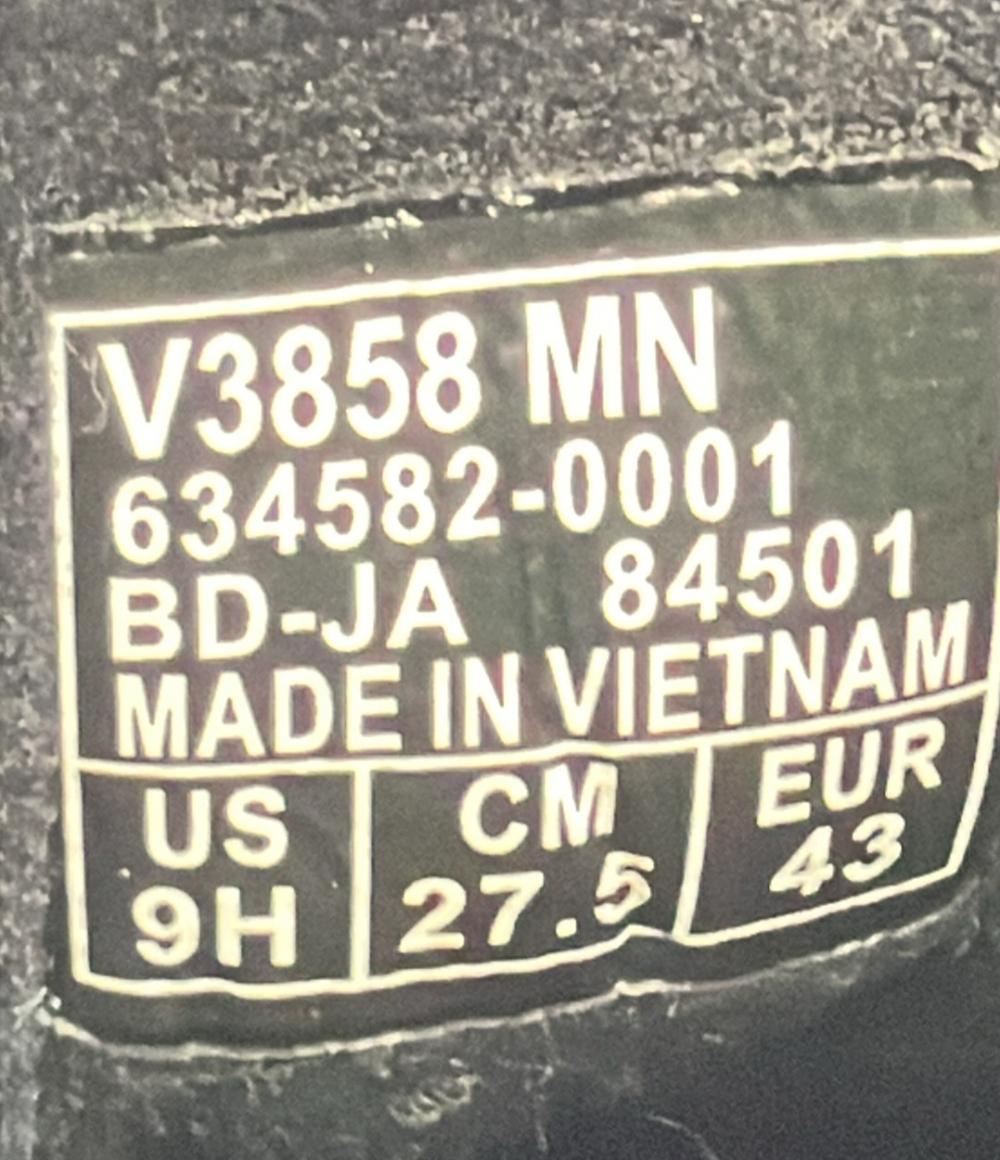 V3858 MN
634582-0001
BD-JA 84501
MADE IN VIETNAM
US CM EUR
9H 27.5 43